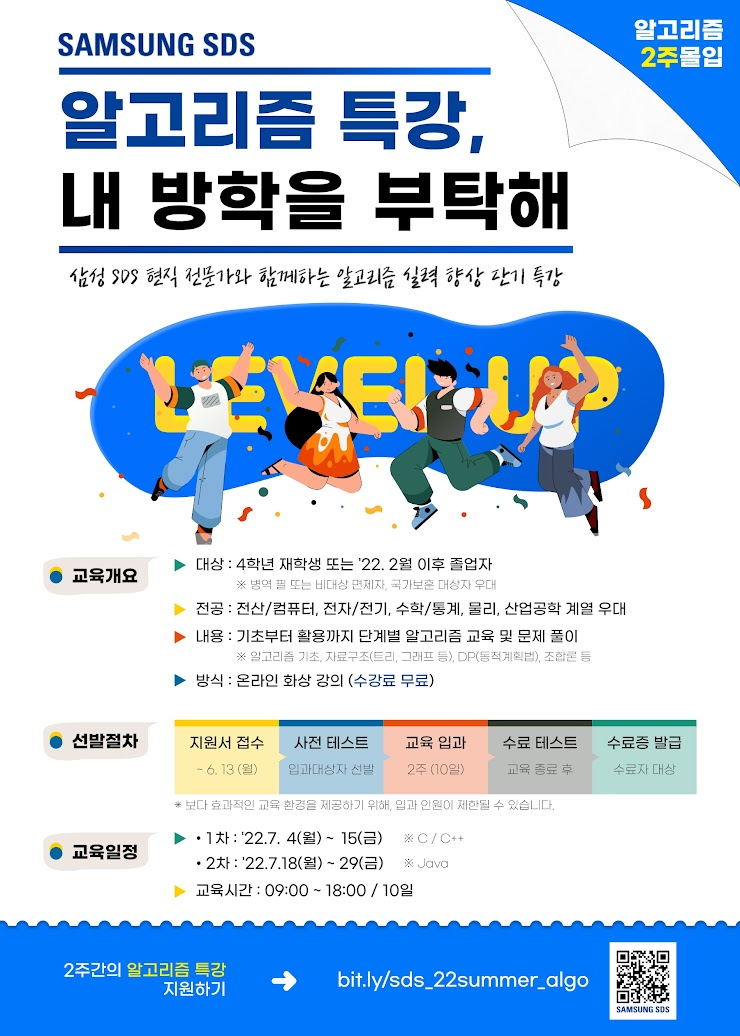 SAMSUNG SDS
알고리즘
2주몰입
알고리즘 특강,
내 방학을 부탁해
삼성 SDS 현직 전문가와 함께하는 알고리즘 실력 향상 단기 특강
LEVEL UP
교육개요
▶ 대상 : 4학년 재학생 또는 '22. 2월 이후 졸업자
※ 병역 필 또는 비대상 면제자, 국가보훈 대상자 우대
▶ 전공 : 전산/컴퓨터, 전자/전기, 수학/통계, 물리, 산업공학 계열 우대
▶ 내용 : 기초부터 활용까지 단계별 알고리즘 교육 및 문제 풀이
※ 알고리즘 기초, 자료구조(트리, 그래프 등), DP(동적계획법), 조합론 등
▶ 방식 : 온라인 화상 강의 (수강료 무료)
선발절차
지원서 접수
~ 6. 13 (월)
사전 테스트
입과대상자 선발
교육 입과
2주 (10일)
수료 테스트
교육 종료 후
수료증 발급
수료자 대상
※ 보다 효과적인 교육 환경을 제공하기 위해, 입과 인원이 제한될 수 있습니다.
교육일정
▶ • 1차 : '22.7. 4(월) ~ 15(금) ※ C / C++
• 2차 : '22.7.18(월) ~ 29(금) ※ Java
▶ 교육시간 : 09:00 ~ 18:00 / 10일
2주간의 알고리즘 특강
지원하기
➜ bit.ly/sds_22summer_algo
SAMSUNG SDS